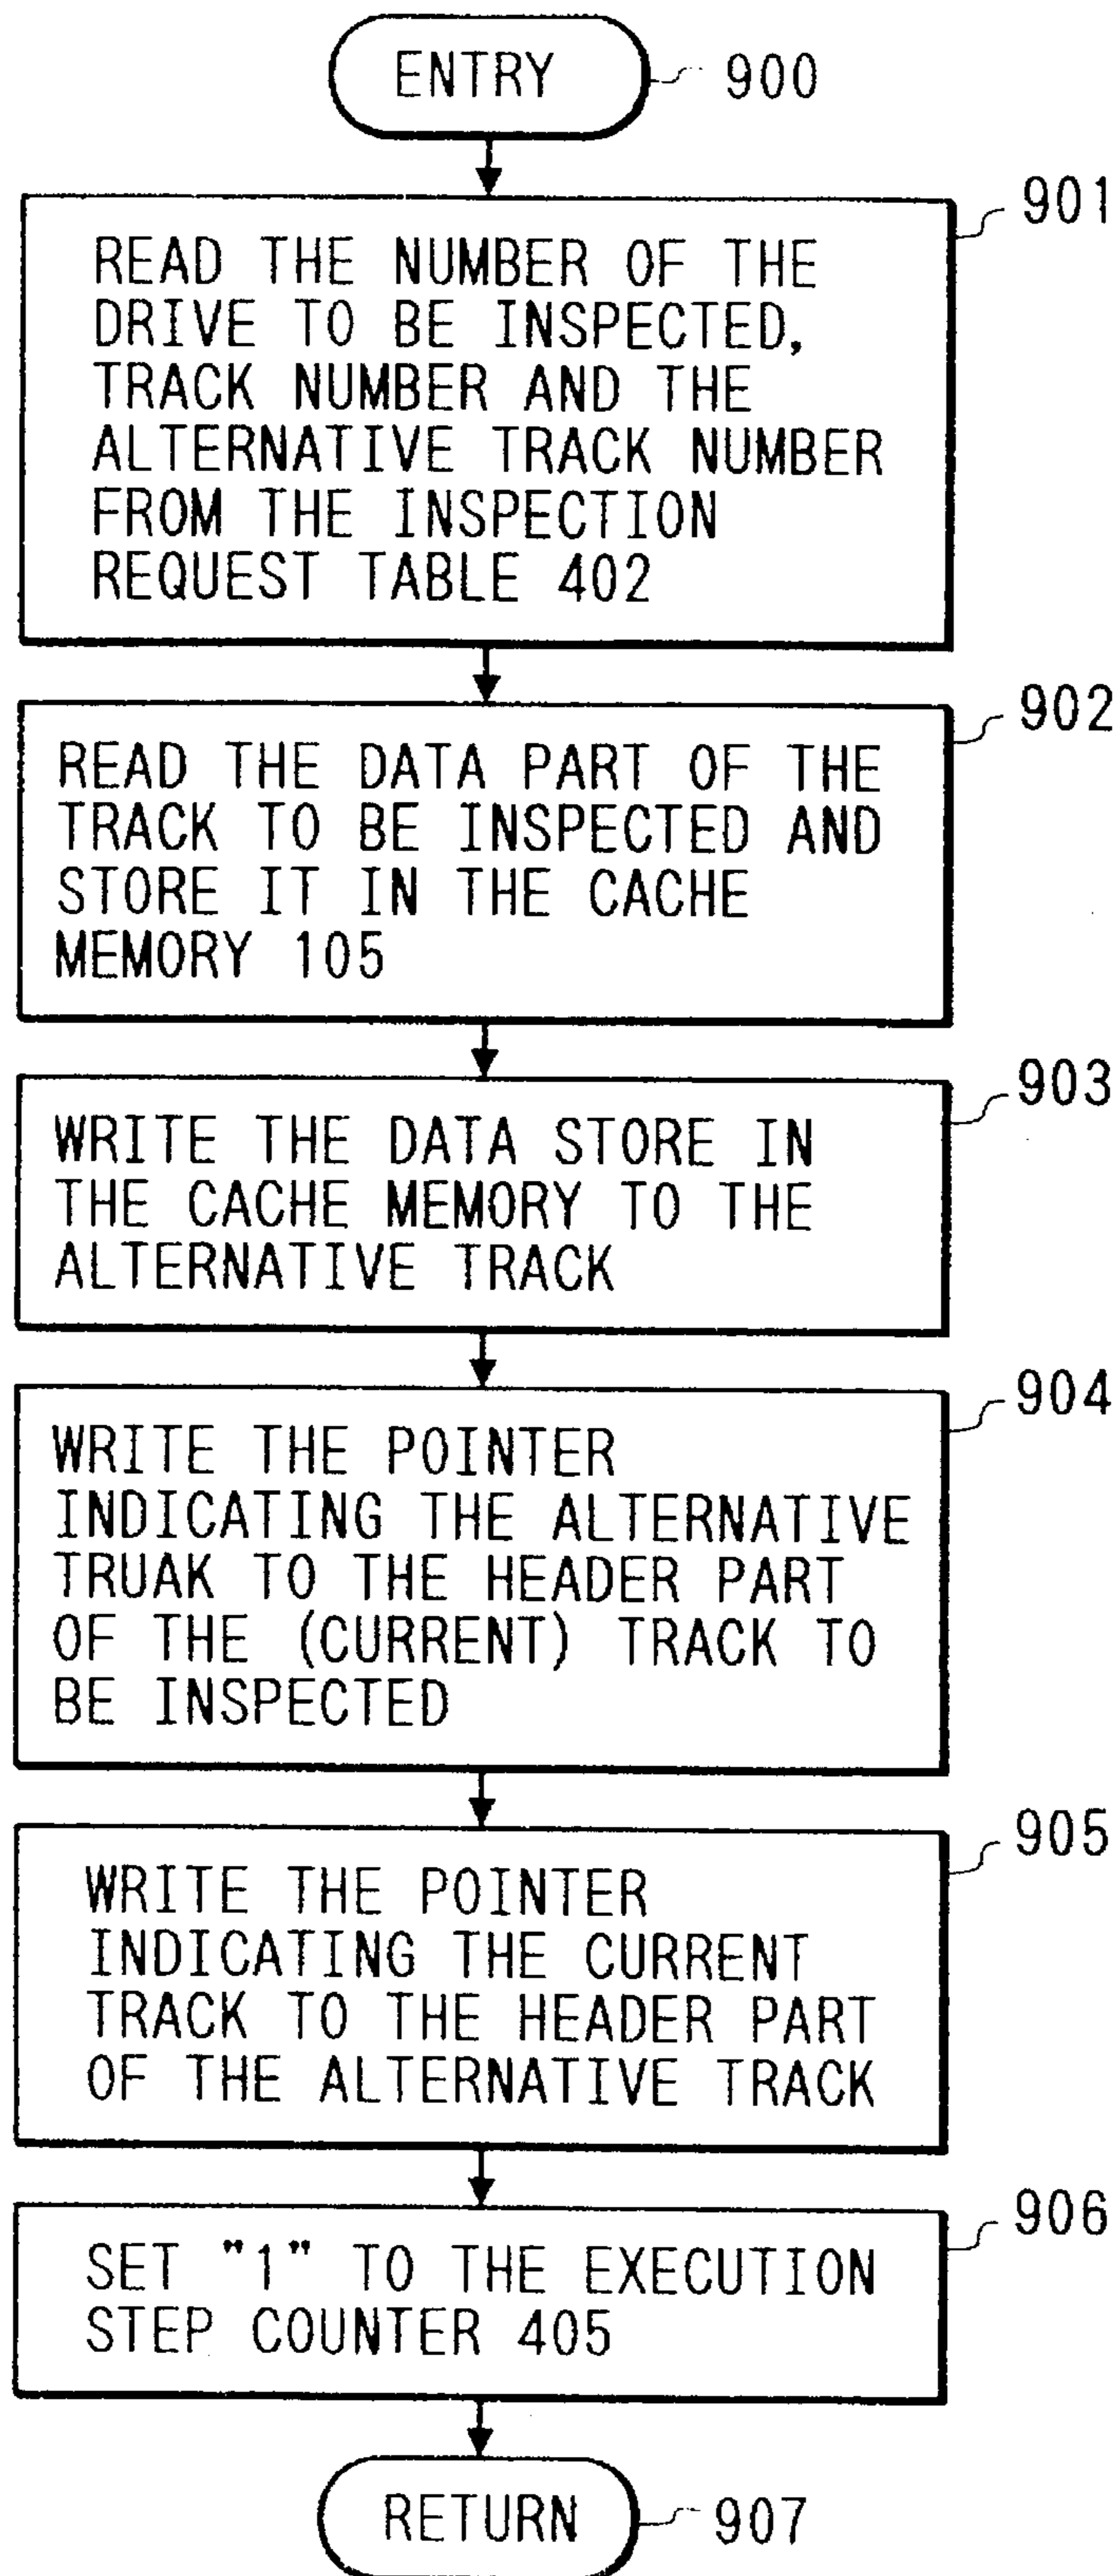 ENTRY
900
901
READ THE NUMBER OF THE
DRIVE TO BE INSPECTED,
TRACK NUMBER AND THE
ALTERNATIVE TRACK NUMBER
FROM THE INSPECTION
REQUEST TABLE 402
902
READ THE DATA PART OF THE
TRACK TO BE INSPECTED AND
STORE IT IN THE CACHE
MEMORY 105
903
WRITE THE DATA STORE IN
THE CACHE MEMORY TO THE
ALTERNATIVE TRACK
904
WRITE THE POINTER
INDICATING THE ALTERNATIVE
TRUAK TO THE HEADER PART
OF THE (CURRENT) TRACK TO
BE INSPECTED
905
WRITE THE POINTER
INDICATING THE CURRENT
TRACK TO THE HEADER PART
OF THE ALTERNATIVE TRACK
906
SET "1" TO THE EXECUTION
STEP COUNTER 405
RETURN
907